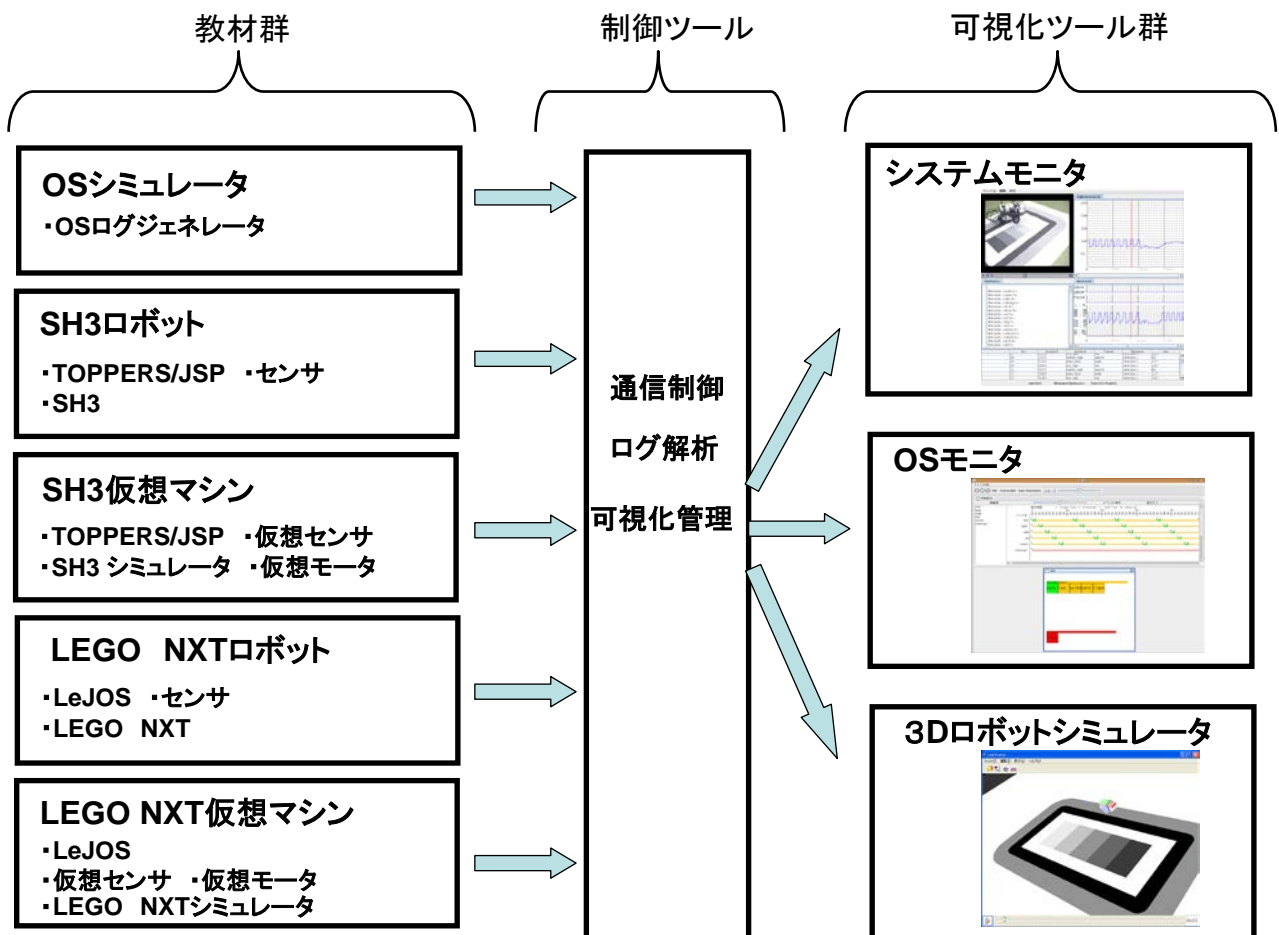 教材群
制御ツール
可視化ツール群
OSシミュレータ
・OSログジェネレータ
SH3ロボット
・TOPPERS/JSP ・センサ
・SH3
SH3仮想マシン
・TOPPERS/JSP ・仮想センサ
・SH3 シミュレータ ・仮想モータ
LEGO NXTロボット
・LeJOS ・センサ
・LEGO NXT
LEGO NXT仮想マシン
・LeJOS
・仮想センサ ・仮想モータ
・LEGO NXTシミュレータ
通信制御
ログ解析
可視化管理
システムモニタ
OSモニタ
３Dロボットシミュレータ